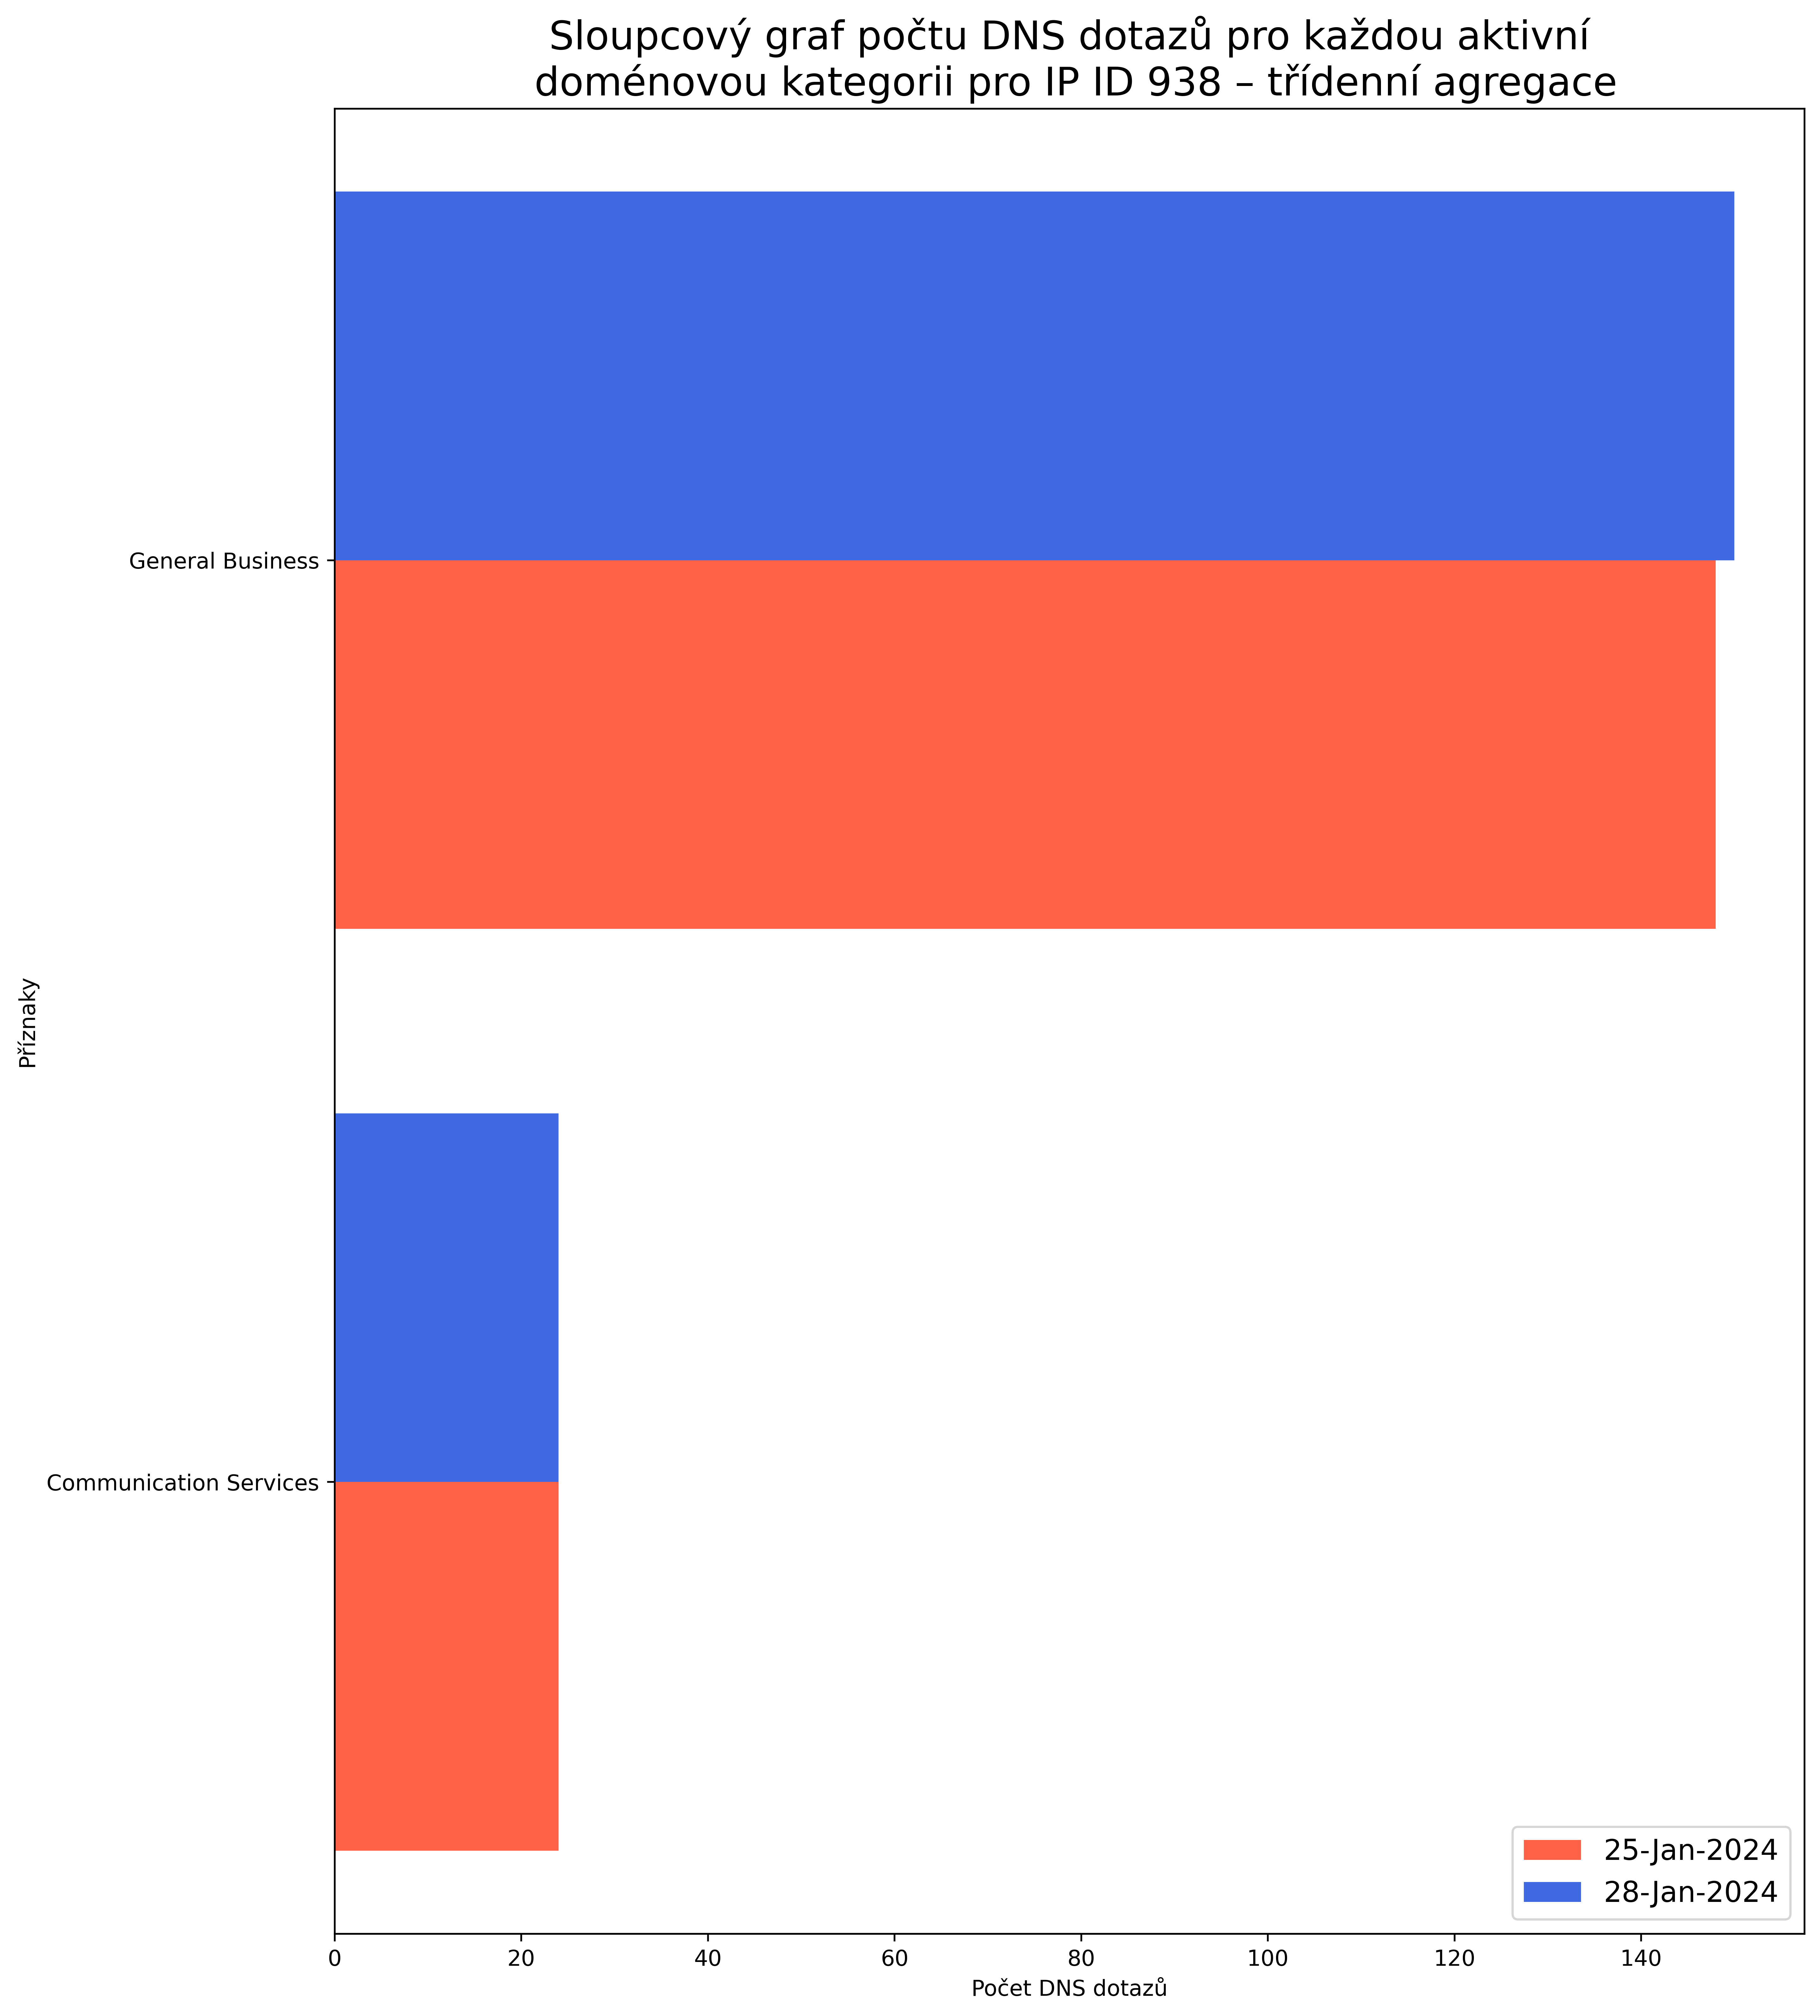 Sloupcový graf počtu DNS dotazů pro každou aktivní
doménovou kategorii pro IP ID 938 – třídenní agregace
General Business
Příznaky
Communication Services
25-Jan-2024
28-Jan-2024
0 20 40 60 80 100 120 140
Počet DNS dotazů